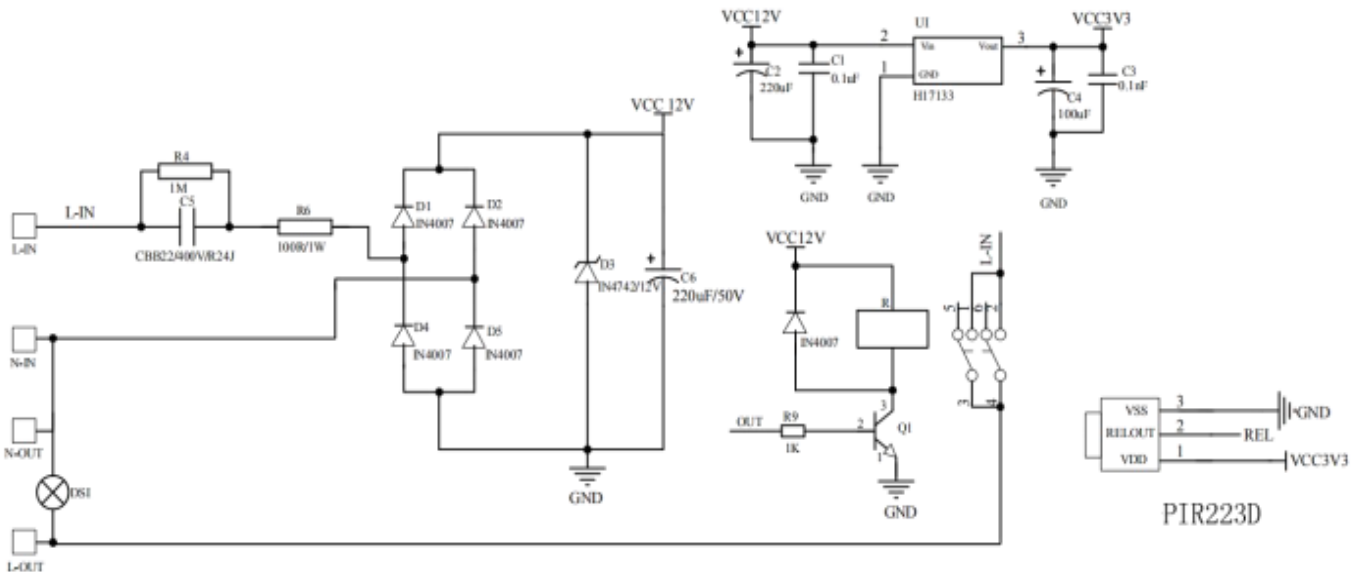 VCC12V
U1
VCC3V3
2
Vin
Vout
3
C2
220uF
C1
0.1uF
1
GND
H17133
C4
100uF
C3
0.1nF
GND
GND
GND
VCC 12V
R4
1M
C5
L-IN
L-IN
CBB22/400V/R24J
R6
100R/1W
D1
IN4007
D2
IN4007
D3
IN4742/12V
C6
220uF/50V
D4
IN4007
D5
IN4007
GND
N-IN
N-OUT
DS1
L-OUT
VCC12V
R
IN4007
OUT
R9
1K
2
3
Q1
1
GND
L-IN
5
1
6
2
3
4
VSS
3
GND
RELOUT
2
REL
VDD
1
VCC3V3
PIR223D